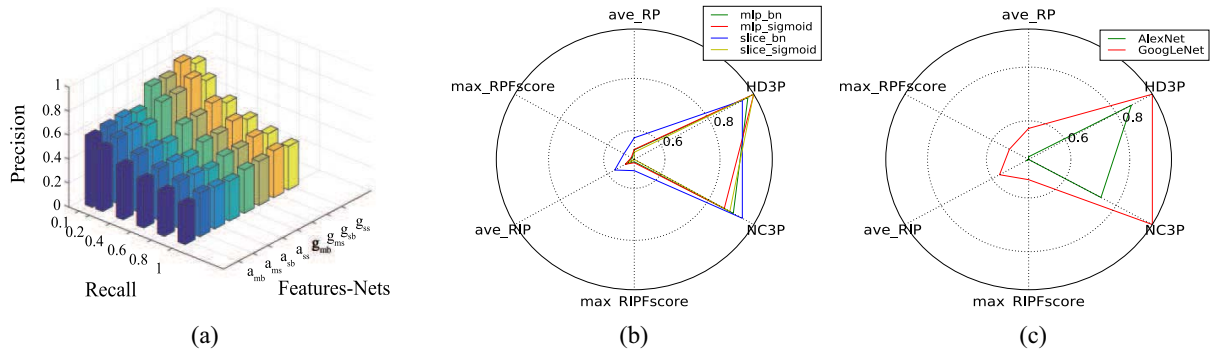 Precision
1
0.8
0.6
0.4
0.2
0
0.1
0.2
0.4
0.6
0.8
1
Recall
a_mb
a_ms
a_sb
a_ss
g_mb
g_ms
g_sb
g_ss
Features-Nets
(a)
ave_RP
mlp_bn
mlp_sigmoid
slice_bn
slice_sigmoid
max_RPFscore
HD3P
0.8
0.6
ave_RIP
NC3P
max_RIPFscore
(b)
ave_RP
AlexNet
GoogLeNet
max_RPFscore
HD3P
0.8
0.6
ave_RIP
NC3P
max_RIPFscore
(c)